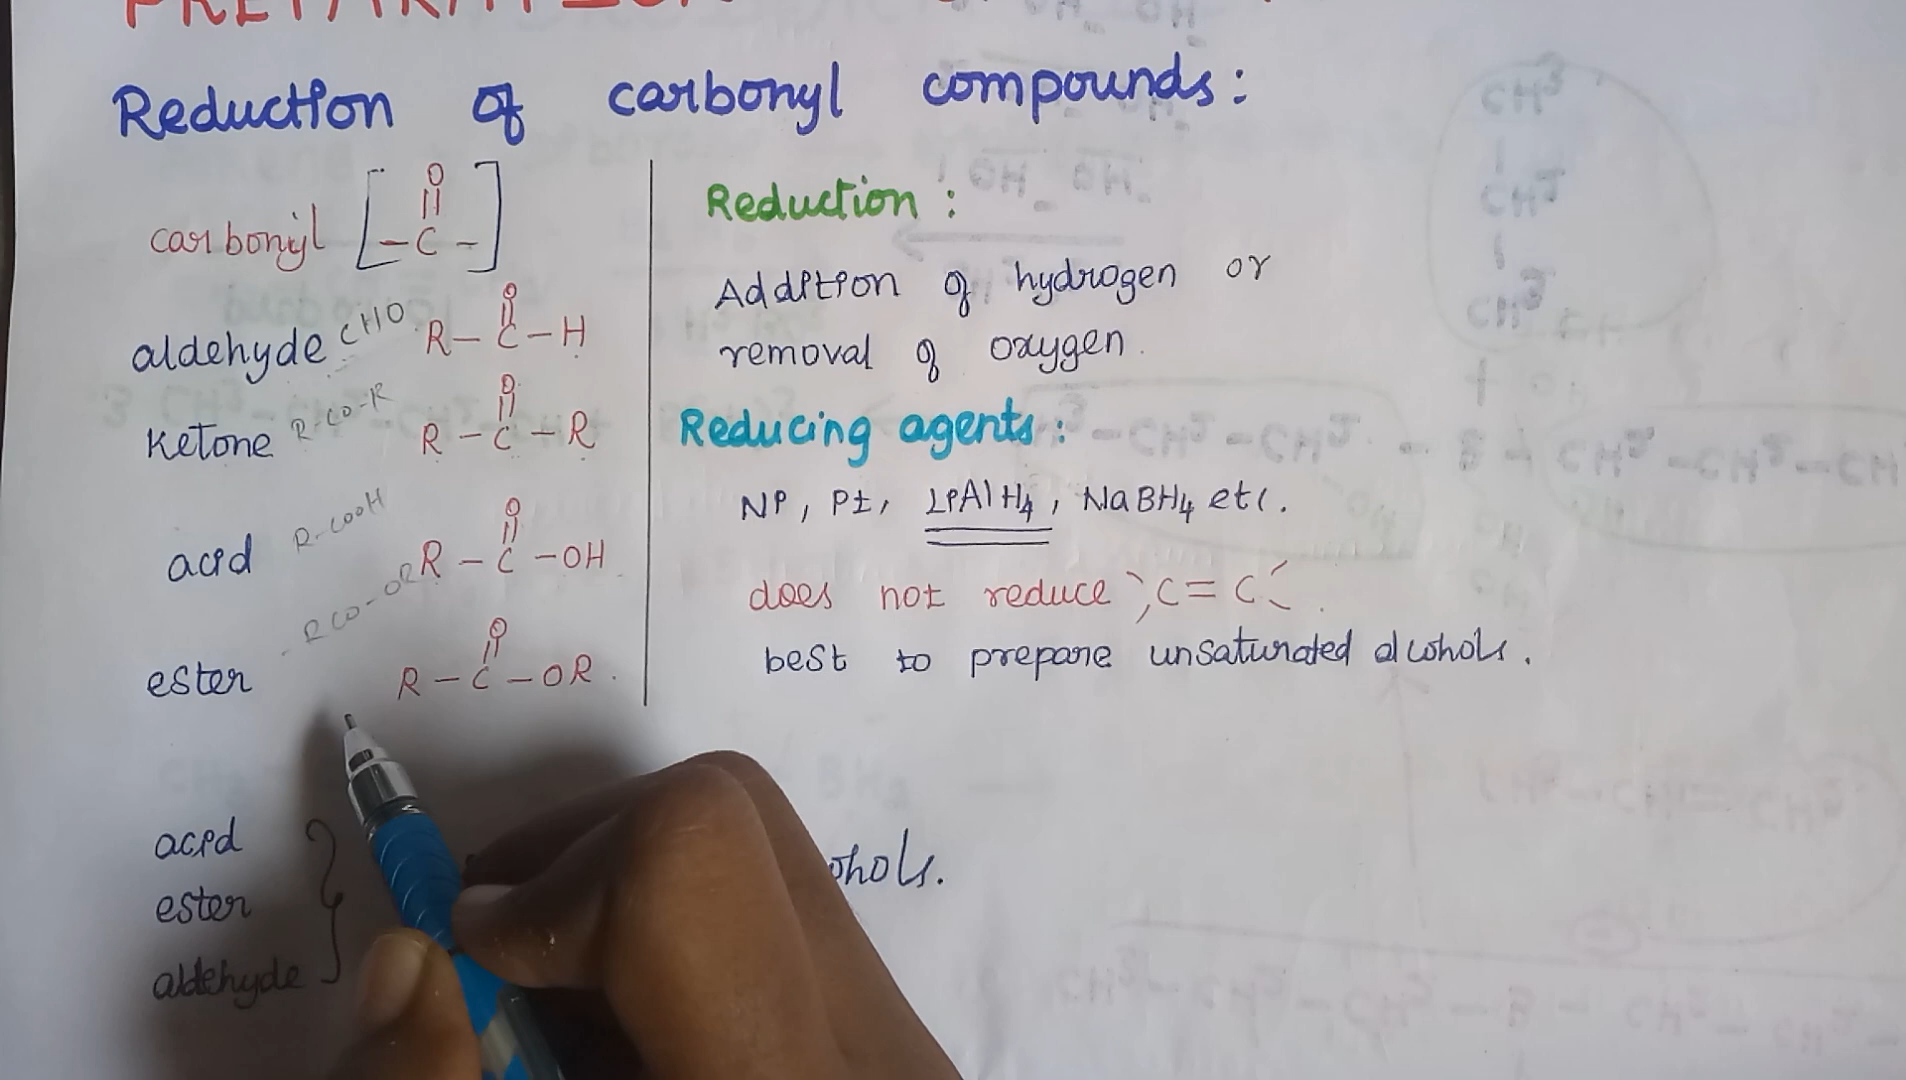 PREPARATION
Reduction of carbonyl compounds:
carbonyl [ O
||
– C – ]
aldehyde CHO R – C – H
O
||
Ketone R-CO-R R – C – R
O
||
acid R-COOH R – C – OH
O
||
ester RCO-OR R – C – OR.
O
||
Reduction :
Addition of hydrogen or
removal of oxygen.
Reducing agents:
Ni, Pt, LiAlH4, NaBH4 etc.
does not reduce >C = C<.
best to prepare unsaturated alcohols.
acid
ester
aldehyde
ohols.